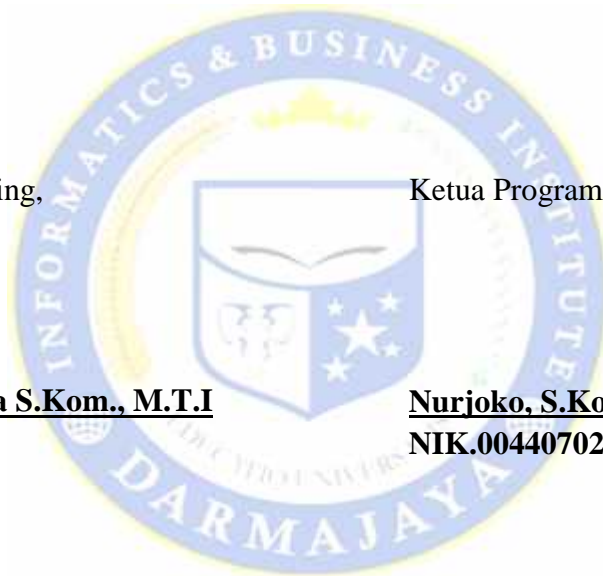 INFORMATICS & BUSINESS INSTITUTE
ing, Ketua Program
a S.Kom., M.T.I Nurjoko, S.Ko
NIK.00440702
DARMAJAYA